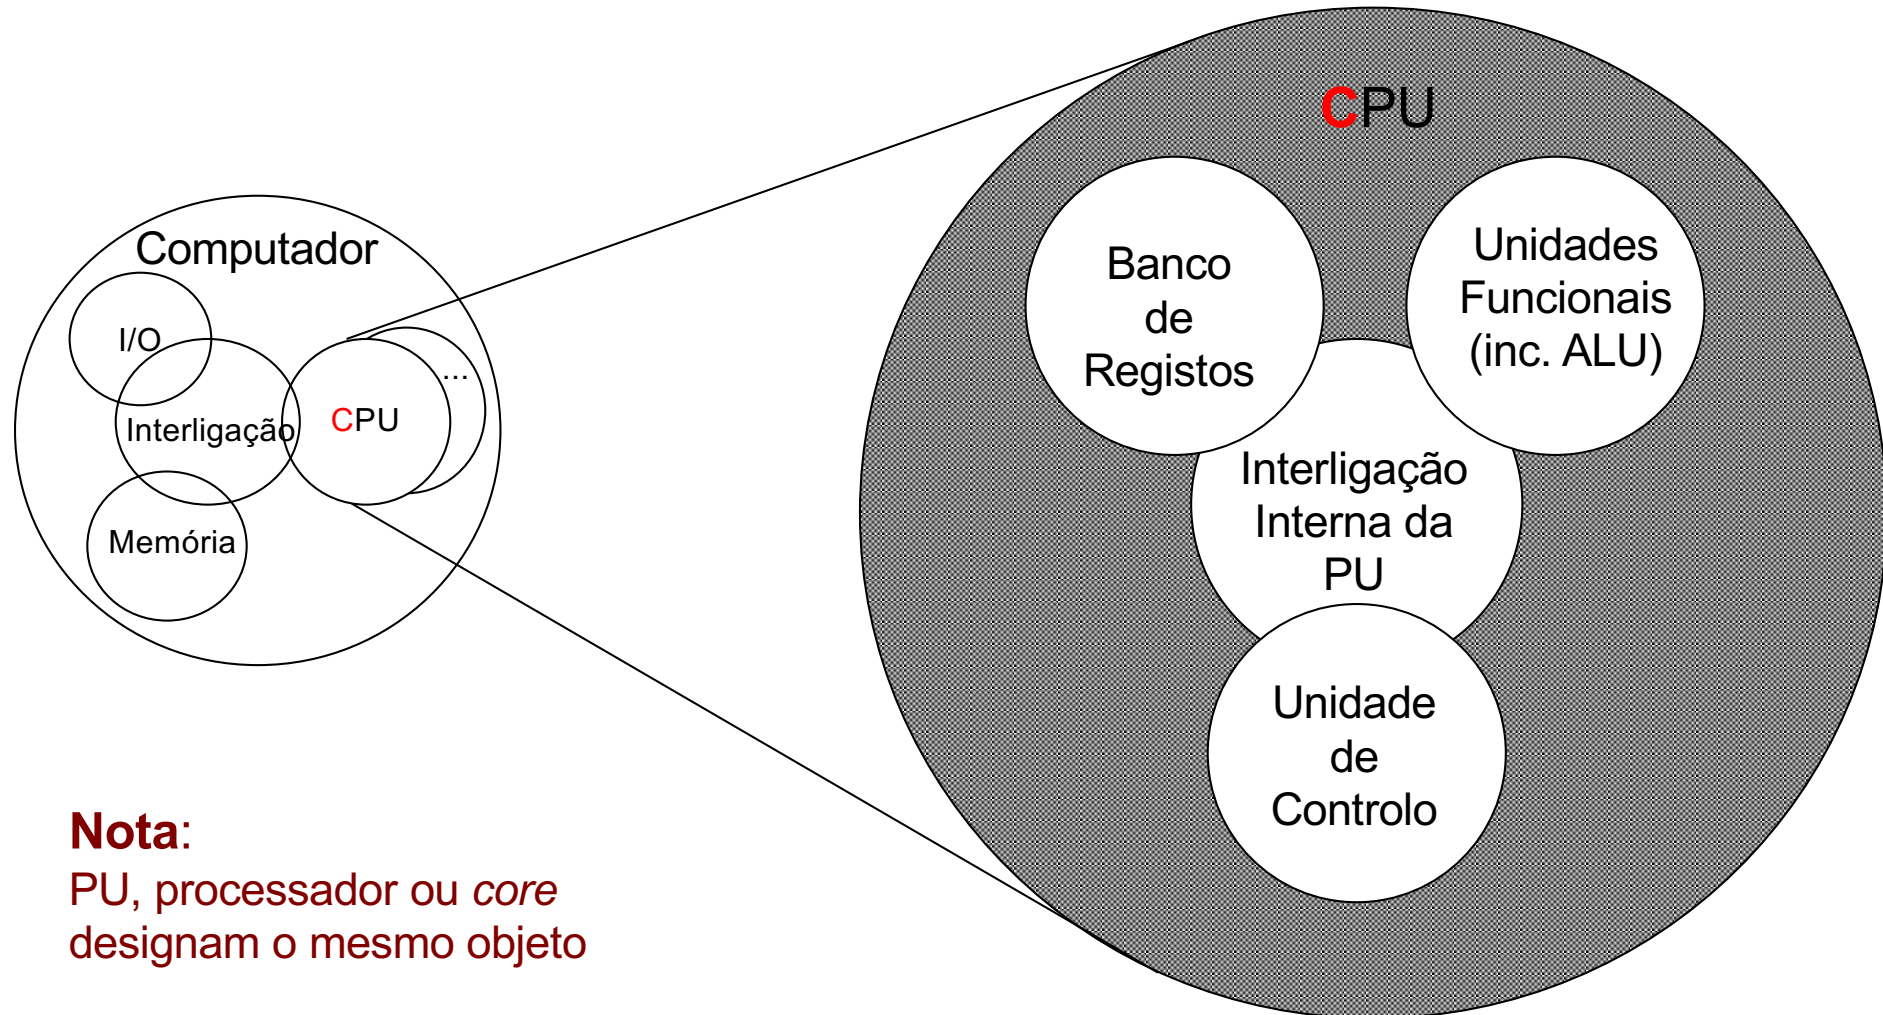 Computador
I/O
Interligação
CPU
...
Memória
CPU
Banco
de
Registos
Unidades
Funcionais
(inc. ALU)
Interligação
Interna da
PU
Unidade
de
Controlo
Nota:
PU, processador ou core
designam o mesmo objeto